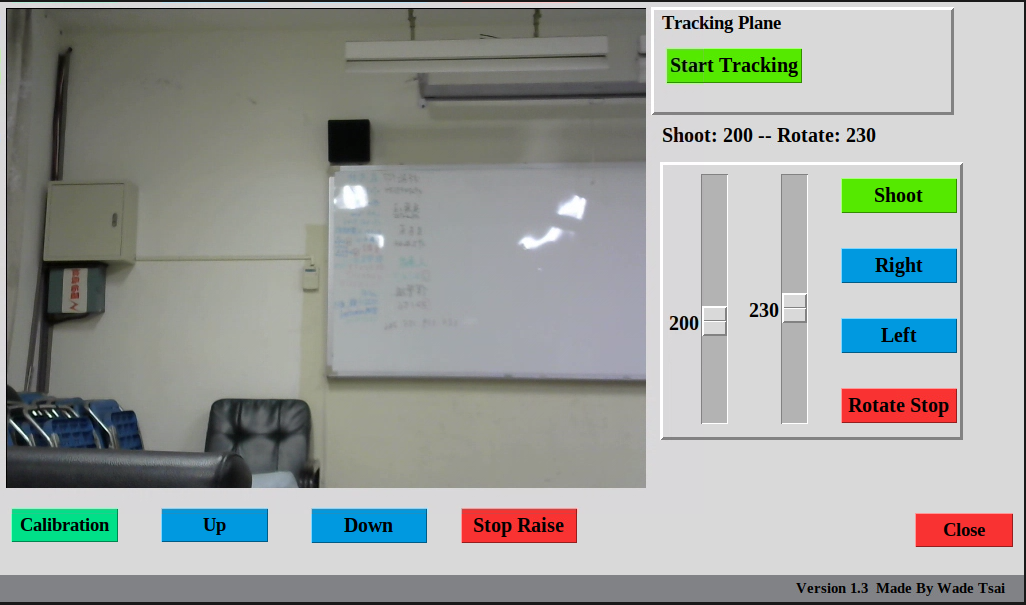 Tracking Plane
Start Tracking
Shoot: 200 -- Rotate: 230
Shoot
Right
200
230
Left
Rotate Stop
Calibration
Up
Down
Stop Raise
Close
Version 1.3 Made By Wade Tsai